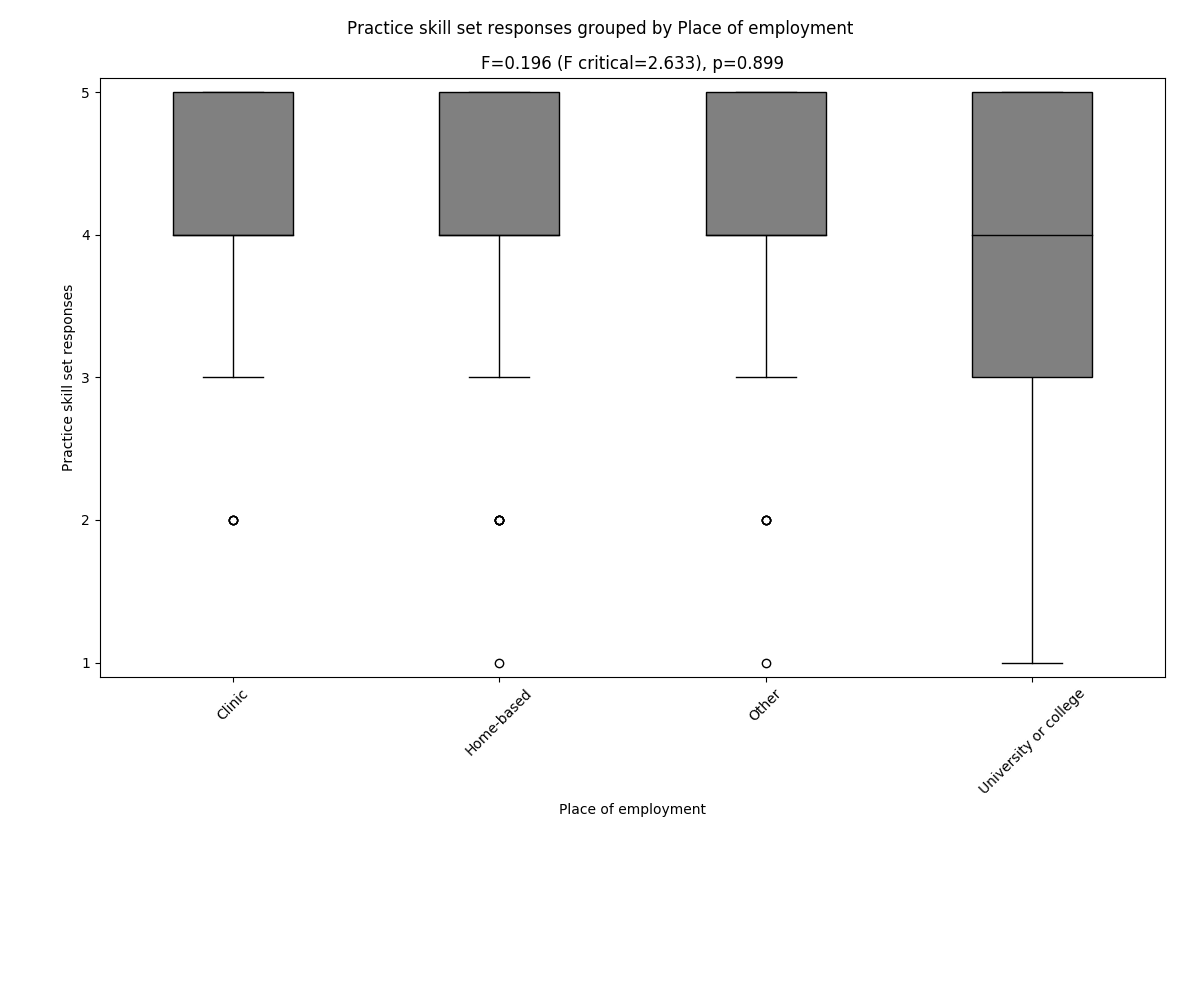 Practice skill set responses grouped by Place of employment
F=0.196 (F critical=2.633), p=0.899
5
4
3
2
1
Practice skill set responses
Clinic
Home-based
Other
University or college
Place of employment